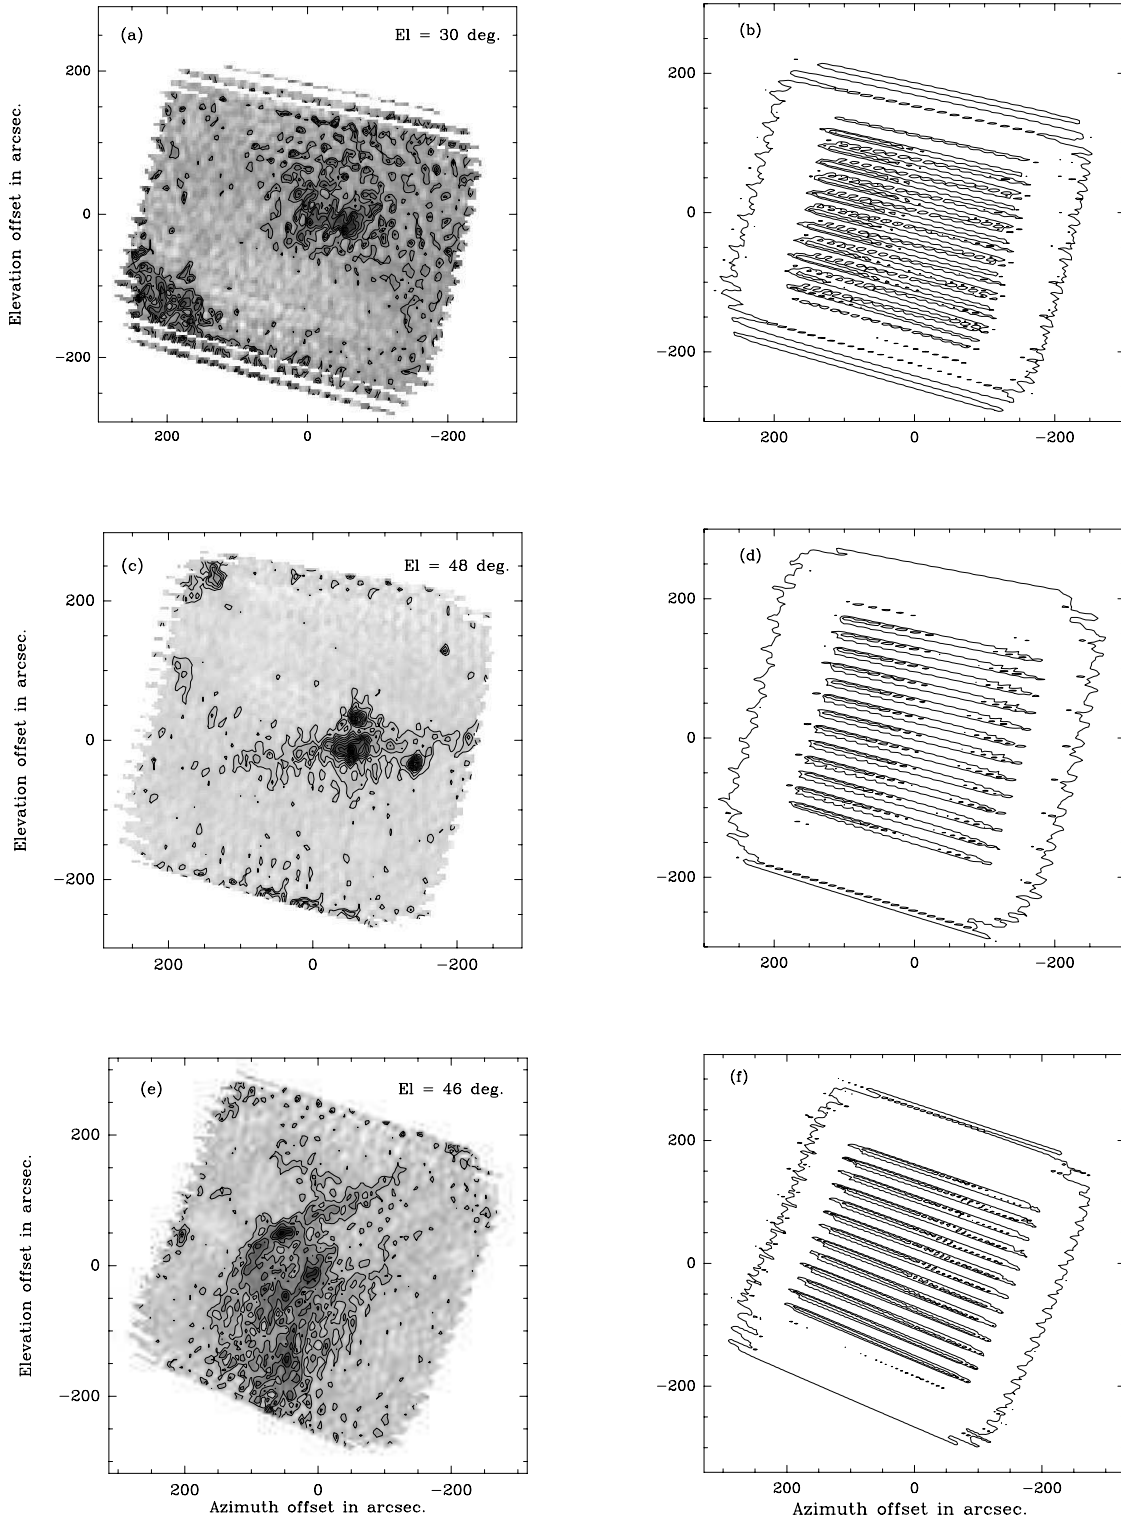 (a) El = 30 deg.
(b)
Elevation offset in arcsec.
200
0
-200
200 0 -200
200
0
-200
200 0 -200
(c) El = 48 deg.
(d)
Elevation offset in arcsec.
200
0
-200
200 0 -200
200
0
-200
200 0 -200
(e) El = 46 deg.
(f)
Elevation offset in arcsec.
200
0
-200
200 0 -200
Azimuth offset in arcsec.
200
0
-200
200 0 -200
Azimuth offset in arcsec.